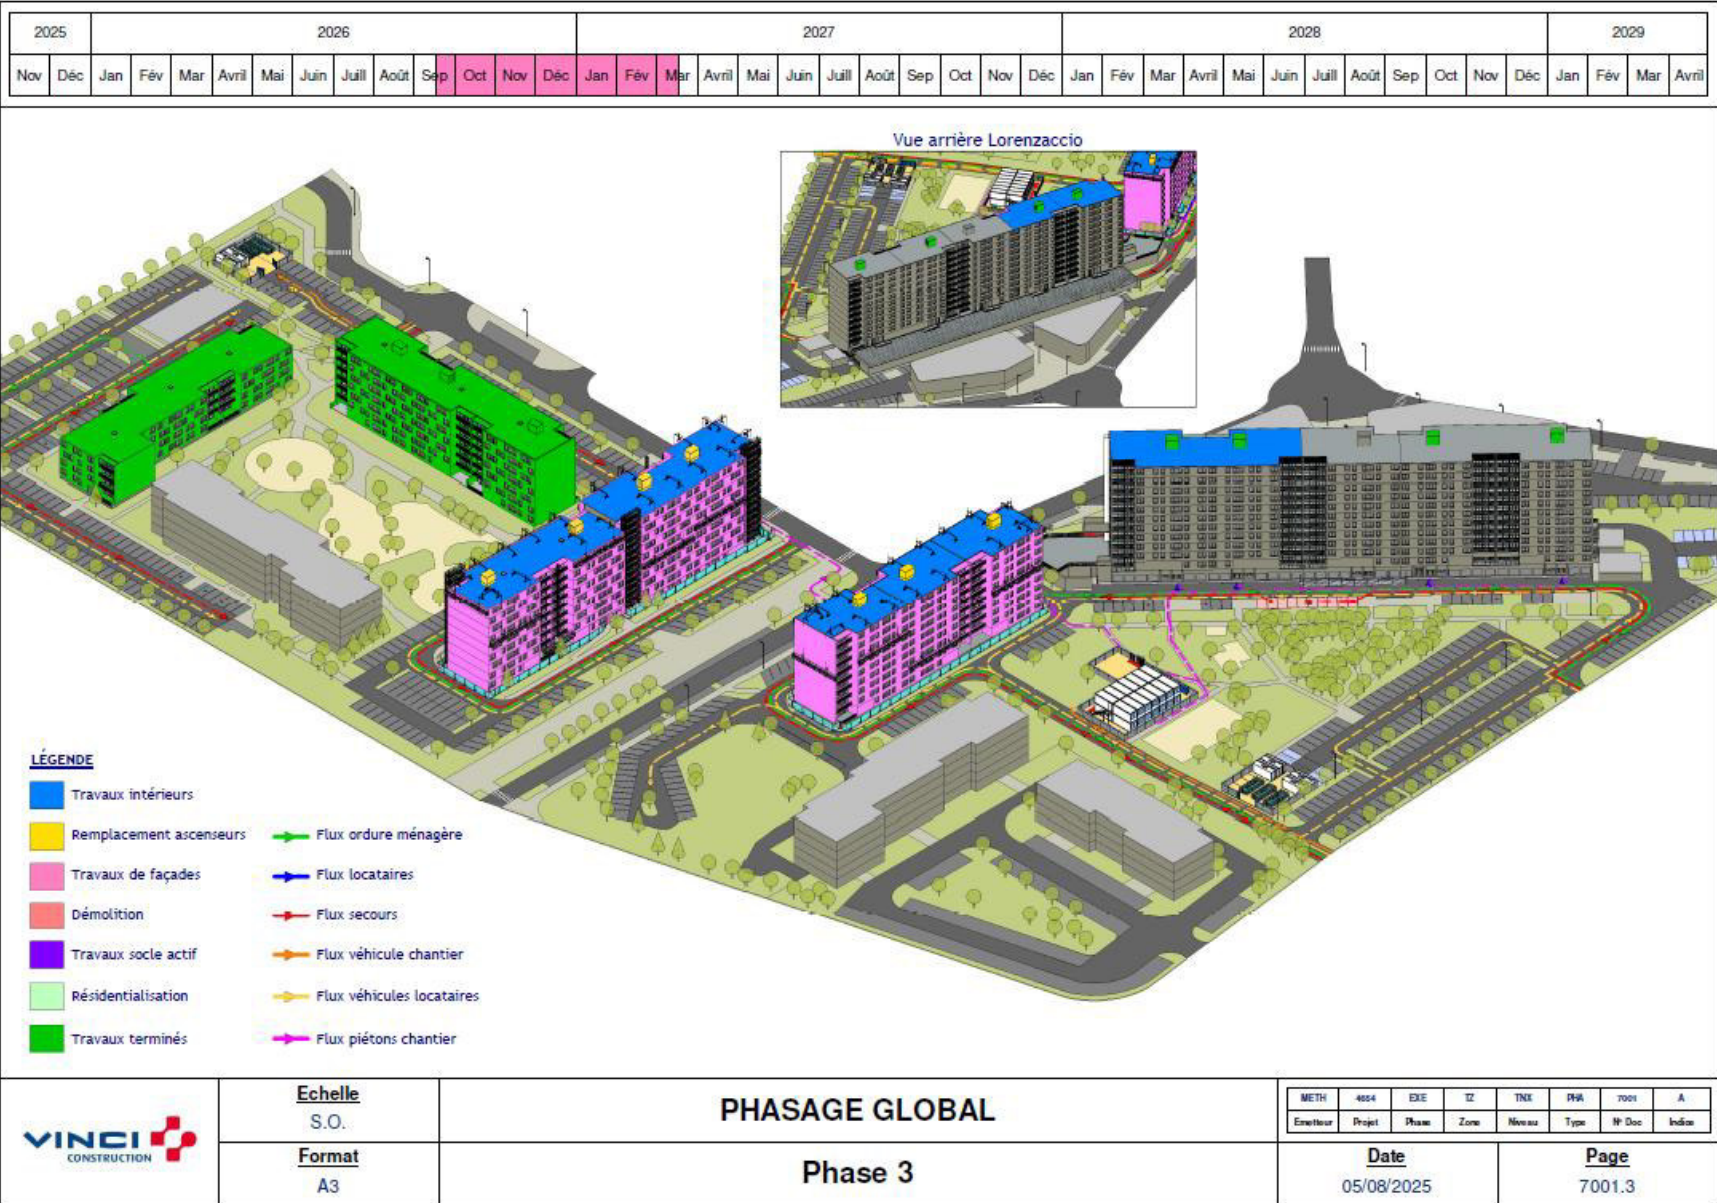 2025 2026 2027 2028 2029
Nov Déc Jan Fév Mar Avril Mai Juin Juill Août Sep Oct Nov Déc Jan Fév Mar Avril Mai Juin Juill Août Sep Oct Nov Déc Jan Fév Mar Avril Mai Juin Juill Août Sep Oct Nov Déc Jan Fév Mar Avril
Vue arrière Lorenzaccio
LÉGENDE
Travaux intérieurs
Remplacement ascenseurs
Travaux de façades
Démolition
Travaux socle actif
Résidentialisation
Travaux terminés
Flux ordure ménagère
Flux locataires
Flux secours
Flux véhicule chantier
Flux véhicules locataires
Flux piétons chantier
VINCI
CONSTRUCTION
Echelle
S.O.
Format
A3
PHASAGE GLOBAL
Phase 3
METH 4654 EXE TZ TNX PHA 7001 A
Emetteur Projet Phase Zone Niveau Type N° Doc Indice
Date
05/08/2025
Page
7001.3